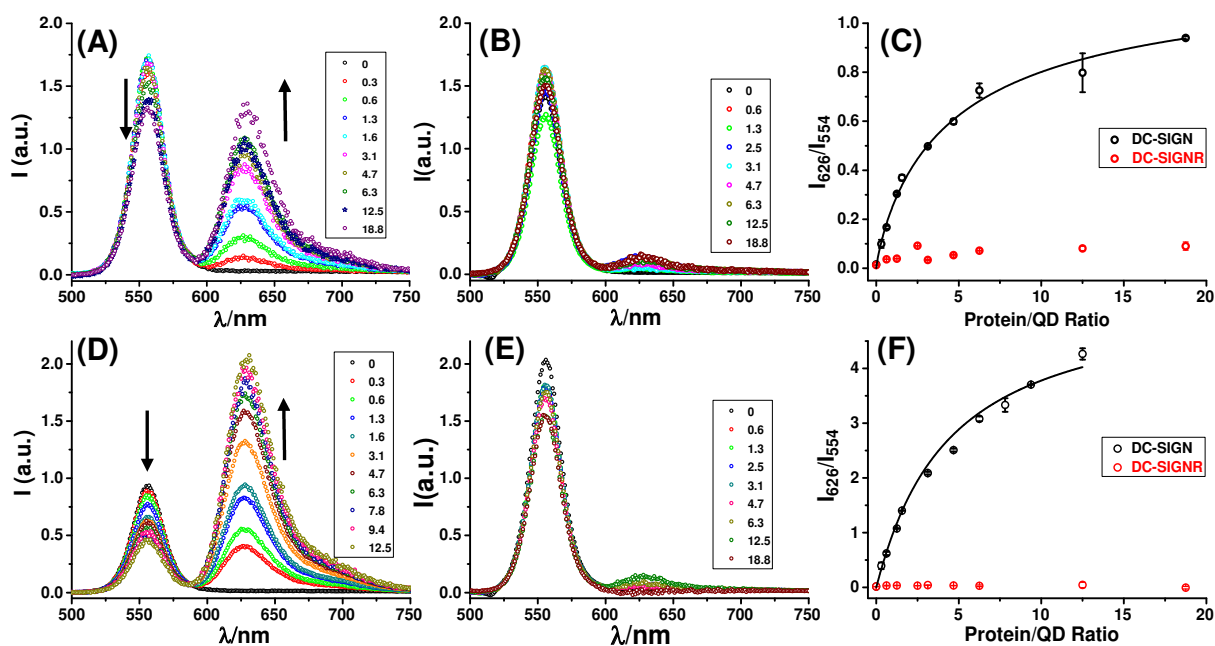 (A)
2.0
1.5
1.0
0.5
0.0
I (a.u.)
500 550 600 650 700 750
λ/nm
0
0.3
0.6
1.3
1.6
3.1
4.7
6.3
12.5
18.8
(B)
2.0
1.5
1.0
0.5
0.0
I(a.u.)
500 550 600 650 700 750
λ/nm
0
0.6
1.3
2.5
3.1
4.7
6.3
12.5
18.8
(C)
1.0
0.8
0.6
0.4
0.2
0.0
I626/I554
0 5 10 15 20
Protein/QD Ratio
DC-SIGN
DC-SIGNR
(D)
2.0
1.5
1.0
0.5
0.0
I (a.u.)
500 550 600 650 700 750
λ/nm
0
0.3
0.6
1.3
1.6
3.1
4.7
6.3
7.8
9.4
12.5
(E)
2.0
1.5
1.0
0.5
0.0
I(a.u.)
500 550 600 650 700 750
λ/nm
0
0.6
1.3
2.5
3.1
4.7
6.3
12.5
18.8
(F)
4
3
2
1
0
I626/I554
0 5 10 15 20
Protein/QD Ratio
DC-SIGN
DC-SIGNR